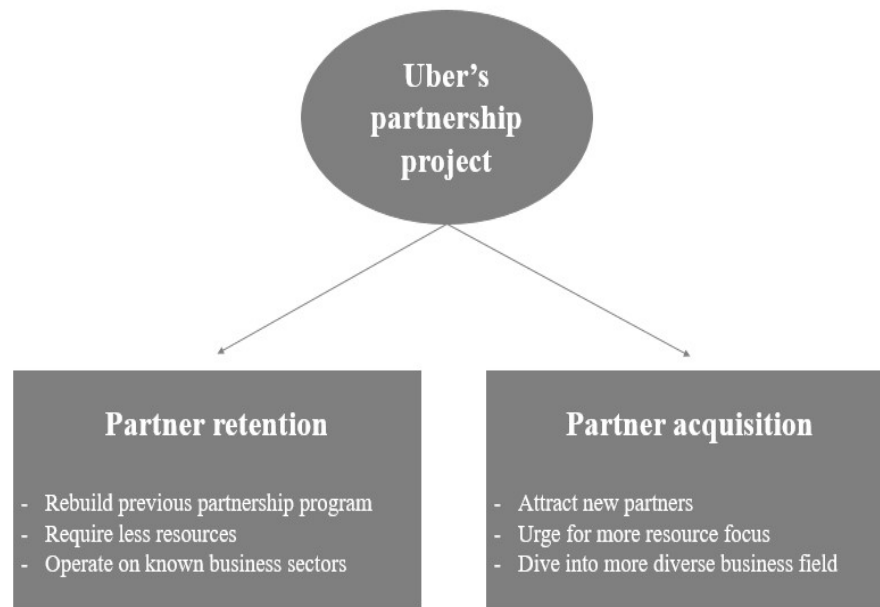 Uber’s
partnership
project
Partner retention
- Rebuild previous partnership program
- Require less resources
- Operate on known business sectors
Partner acquisition
- Attract new partners
- Urge for more resource focus
- Dive into more diverse business field